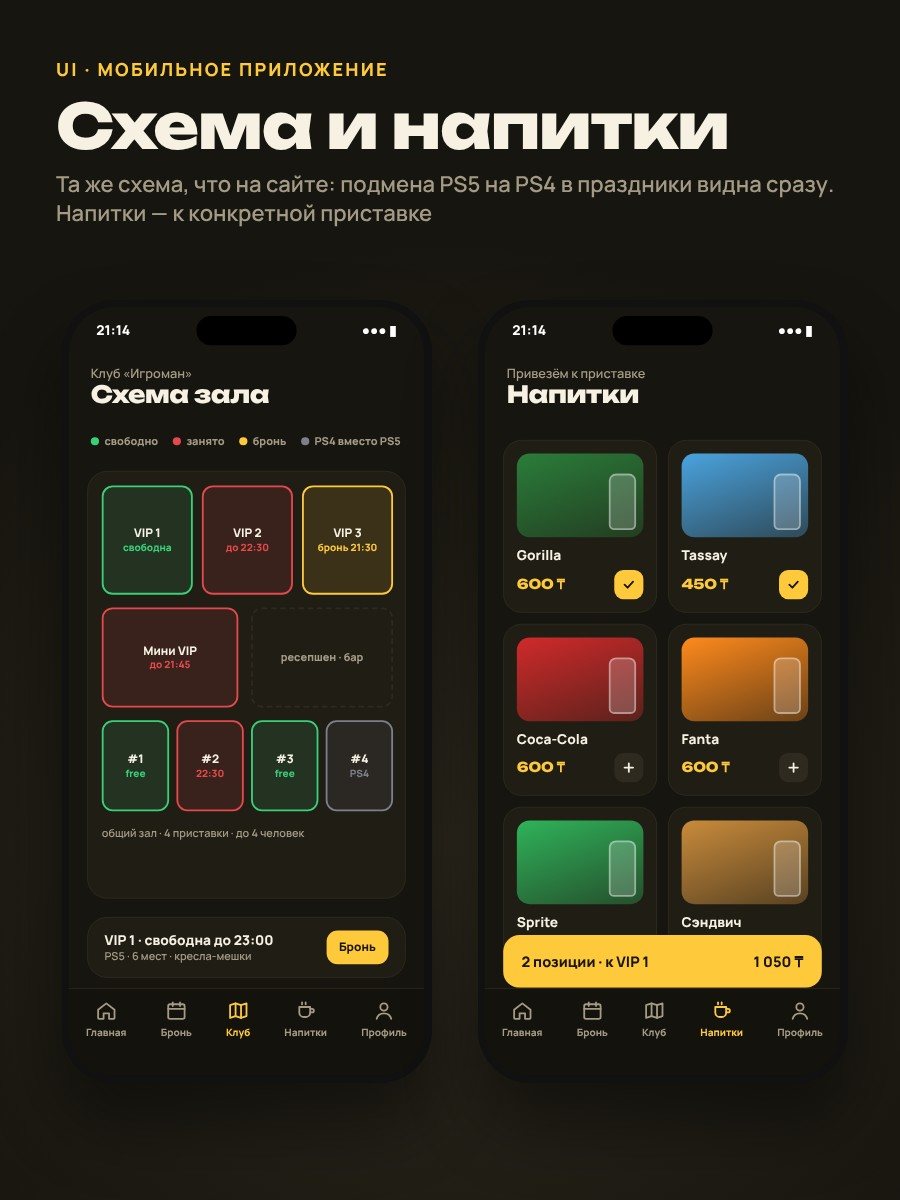 UI · МОБИЛЬНОЕ ПРИЛОЖЕНИЕ
Схема и напитки
Та же схема, что на сайте: подмена PS5 на PS4 в праздники видна сразу.
Напитки — к конкретной приставке
21:14
Клуб «Игроман»
Схема зала
свободно занято бронь PS4 вместо PS5
VIP 1 VIP 2 VIP 3
свободна до 22:30 бронь 21:30
Мини VIP
до 21:45
ресепшен · бар
#1 #2 #3 #4
free 22:30 free PS4
общий зал · 4 приставки · до 4 человек
VIP 1 · свободна до 23:00
PS5 · 6 мест · кресла-мешки
Бронь
Главная Бронь Клуб Напитки Профиль
21:14
Привезём к приставке
Напитки
Gorilla Tassay
600 ₸ 450 ₸
Coca-Cola Fanta
600 ₸ 600 ₸
Sprite Сэндвич
2 позиции · к VIP 1 1 050 ₸
Главная Бронь Клуб Напитки Профиль